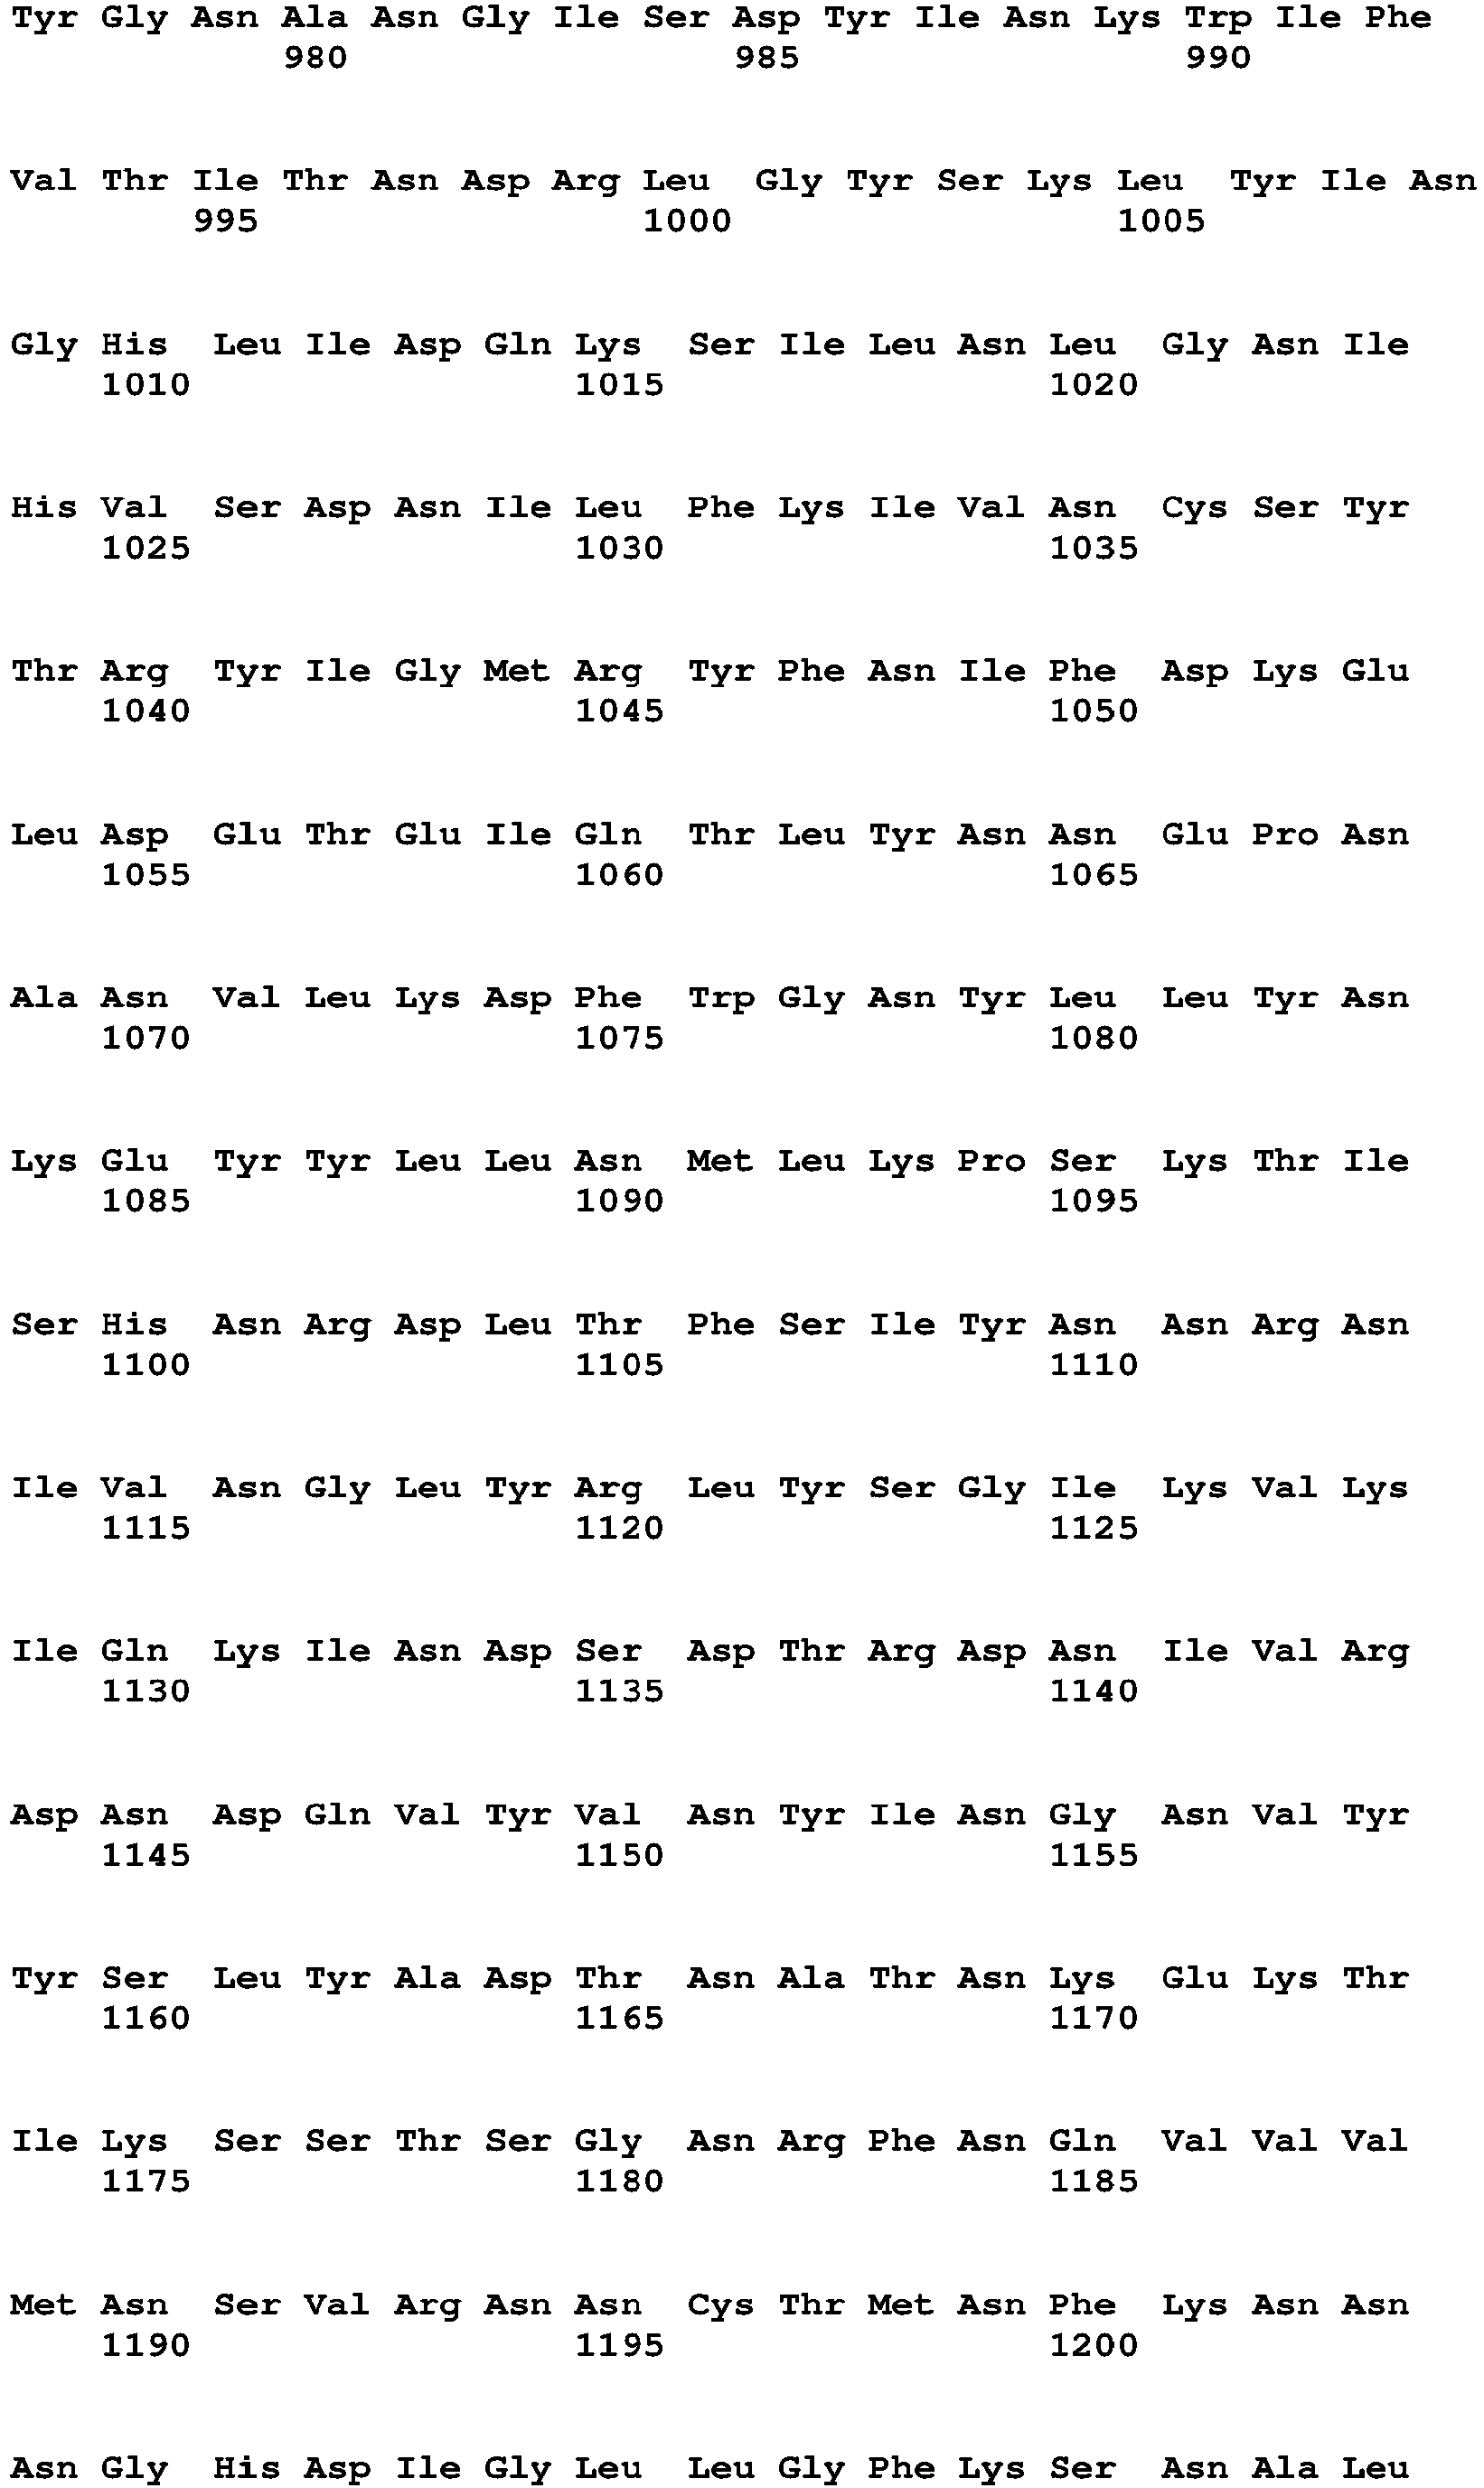 Tyr Gly Asn Ala Asn Gly Ile Ser Asp Tyr Ile Asn Lys Trp Ile Phe
980 985 990
Val Thr Ile Thr Asn Asp Arg Leu Gly Tyr Ser Lys Leu Tyr Ile Asn
995 1000 1005
Gly His Leu Ile Asp Gln Lys Ser Ile Leu Asn Leu Gly Asn Ile
1010 1015 1020
His Val Ser Asp Asn Ile Leu Phe Lys Ile Val Asn Cys Ser Tyr
1025 1030 1035
Thr Arg Tyr Ile Gly Met Arg Tyr Phe Asn Ile Phe Asp Lys Glu
1040 1045 1050
Leu Asp Glu Thr Glu Ile Gln Thr Leu Tyr Asn Asn Glu Pro Asn
1055 1060 1065
Ala Asn Val Leu Lys Asp Phe Trp Gly Asn Tyr Leu Leu Tyr Asn
1070 1075 1080
Lys Glu Tyr Tyr Leu Leu Asn Met Leu Lys Pro Ser Lys Thr Ile
1085 1090 1095
Ser His Asn Arg Asp Leu Thr Phe Ser Ile Tyr Asn Asn Arg Asn
1100 1105 1110
Ile Val Asn Gly Leu Tyr Arg Leu Tyr Ser Gly Ile Lys Val Lys
1115 1120 1125
Ile Gln Lys Ile Asn Asp Ser Asp Thr Arg Asp Asn Ile Val Arg
1130 1135 1140
Asp Asn Asp Gln Val Tyr Val Asn Tyr Ile Asn Gly Asn Val Tyr
1145 1150 1155
Tyr Ser Leu Tyr Ala Asp Thr Asn Ala Thr Asn Lys Glu Lys Thr
1160 1165 1170
Ile Lys Ser Ser Thr Ser Gly Asn Arg Phe Asn Gln Val Val Val
1175 1180 1185
Met Asn Ser Val Arg Asn Asn Cys Thr Met Asn Phe Lys Asn Asn
1190 1195 1200
Asn Gly His Asp Ile Gly Leu Leu Gly Phe Lys Ser Asn Ala Leu